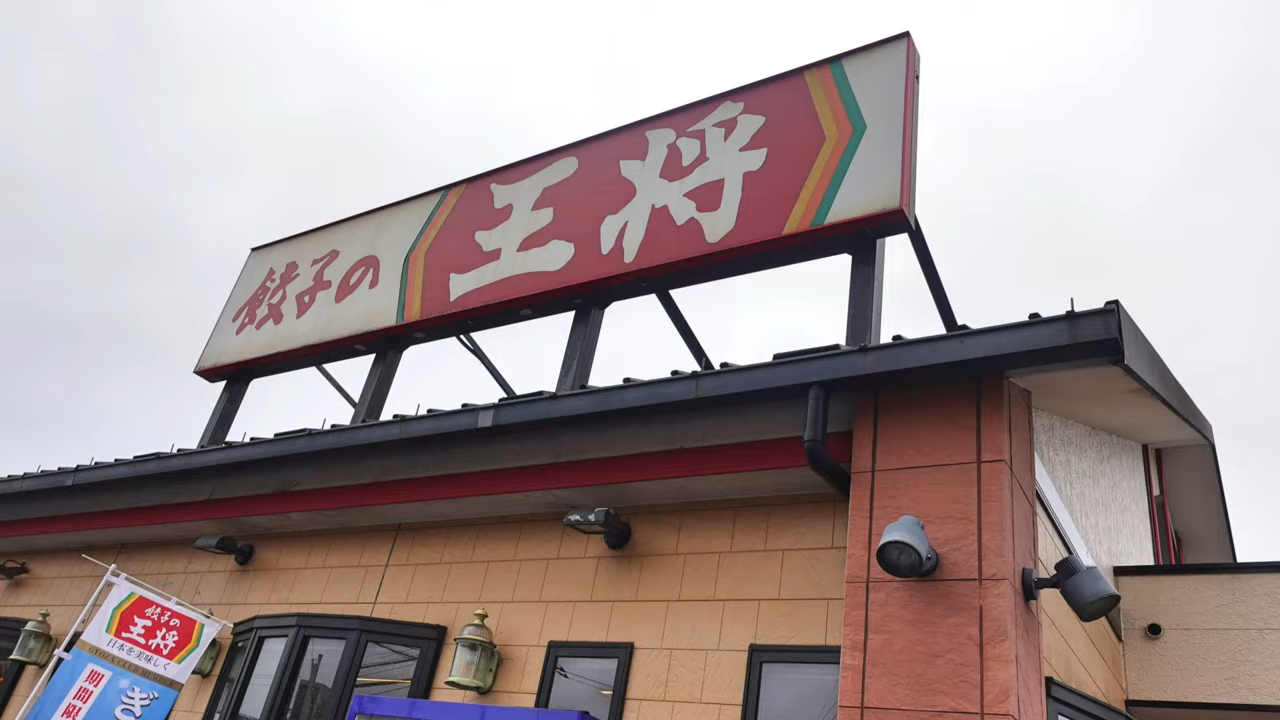 餃子の 王将
餃子の
王将
日本を美味しく
期間限
ぎ